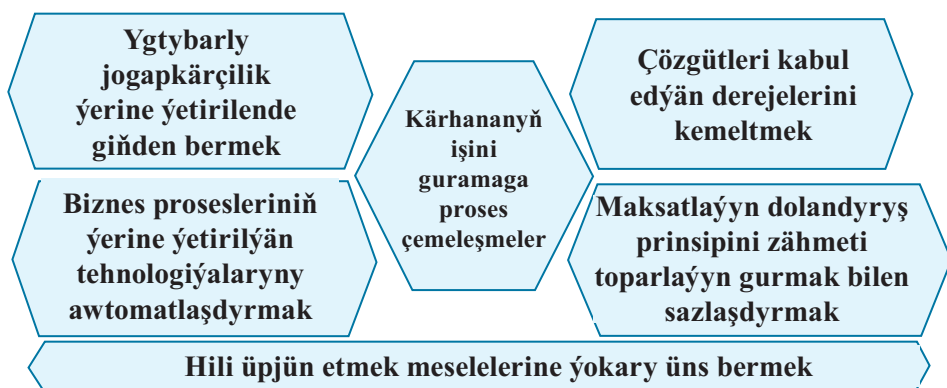 Ygtybarly
jogapkärçilik
ýerine ýetirilende
giňden bermek
Kärhananyň
işini
guramaga
proses
çemeleşmeler
Çözgütleri kabul
edýän derejelerini
kemeltmek
Biznes prosesleriniň
ýerine ýetirilýän
tehnologiýalaryny
awtomatlaşdyrmak
Maksatlaýyn dolandyryş
prinsipini zähmeti
toparlaýyn gurmak bilen
sazlaşdyrmak
Hili üpjün etmek meselelerine ýokary üns bermek